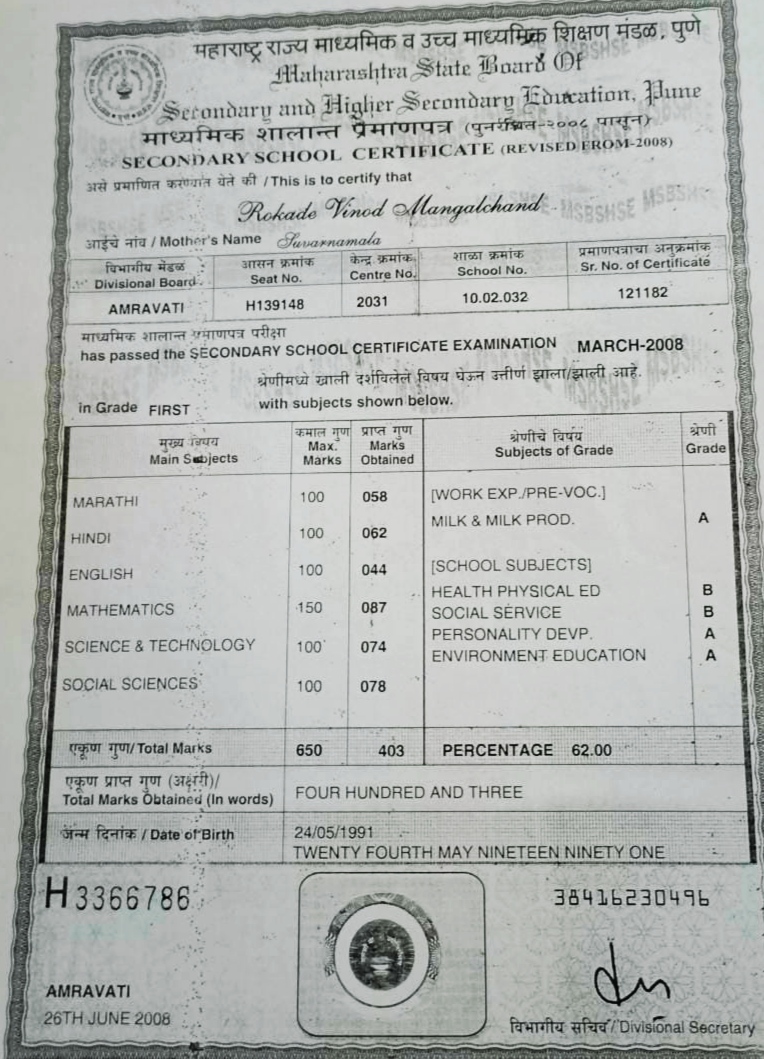 महाराष्ट्र राज्य माध्यमिक व उच्च माध्यमिक शिक्षण मंडळ, पुणे
Maharashtra State Board Of
Secondary and Higher Secondary Education, Pune
माध्यमिक शालान्त प्रमाणपत्र (पुनर्रचित-२००८ पासून)
SECONDARY SCHOOL CERTIFICATE (REVISED FROM-2008)
असे प्रमाणित करण्यात येते की / This is to certify that
Rokade Vinod Mangalchand
आईचे नांव / Mother's Name Suvarnamala
विभागीय मंडळ आसन क्रमांक केन्द्र क्रमांक शाळा क्रमांक प्रमाणपत्राचा अनुक्रमांक
Divisional Board Seat No. Centre No. School No. Sr. No. of Certificate
AMRAVATI H139148 2031 10.02.032 121182
माध्यमिक शालान्त प्रमाणपत्र परीक्षा
has passed the SECONDARY SCHOOL CERTIFICATE EXAMINATION MARCH-2008
श्रेणीमध्ये खाली दर्शविलेले विषय घेऊन उत्तीर्ण झाला/झाली आहे.
in Grade FIRST with subjects shown below.
मुख्य विषय कमाल गुण प्राप्त गुण श्रेणीचे विषय श्रेणी
Main Subjects Max. Marks Marks Obtained Subjects of Grade Grade
MARATHI 100 058 [WORK EXP./PRE-VOC.]
MILK & MILK PROD. A
HINDI 100 062
ENGLISH 100 044 [SCHOOL SUBJECTS]
HEALTH PHYSICAL ED B
MATHEMATICS 150 087 SOCIAL SERVICE B
PERSONALITY DEVP. A
SCIENCE & TECHNOLOGY 100 074 ENVIRONMENT EDUCATION A
SOCIAL SCIENCES 100 078
एकूण गुण/Total Marks 650 403 PERCENTAGE 62.00
एकूण प्राप्त गुण (अक्षरी)/
Total Marks Obtained (In words) FOUR HUNDRED AND THREE
जन्म दिनांक / Date of Birth 24/05/1991
TWENTY FOURTH MAY NINETEEN NINETY ONE
H 3366786 38416230496
AMRAVATI
26TH JUNE 2008 विभागीय सचिव / Divisional Secretary